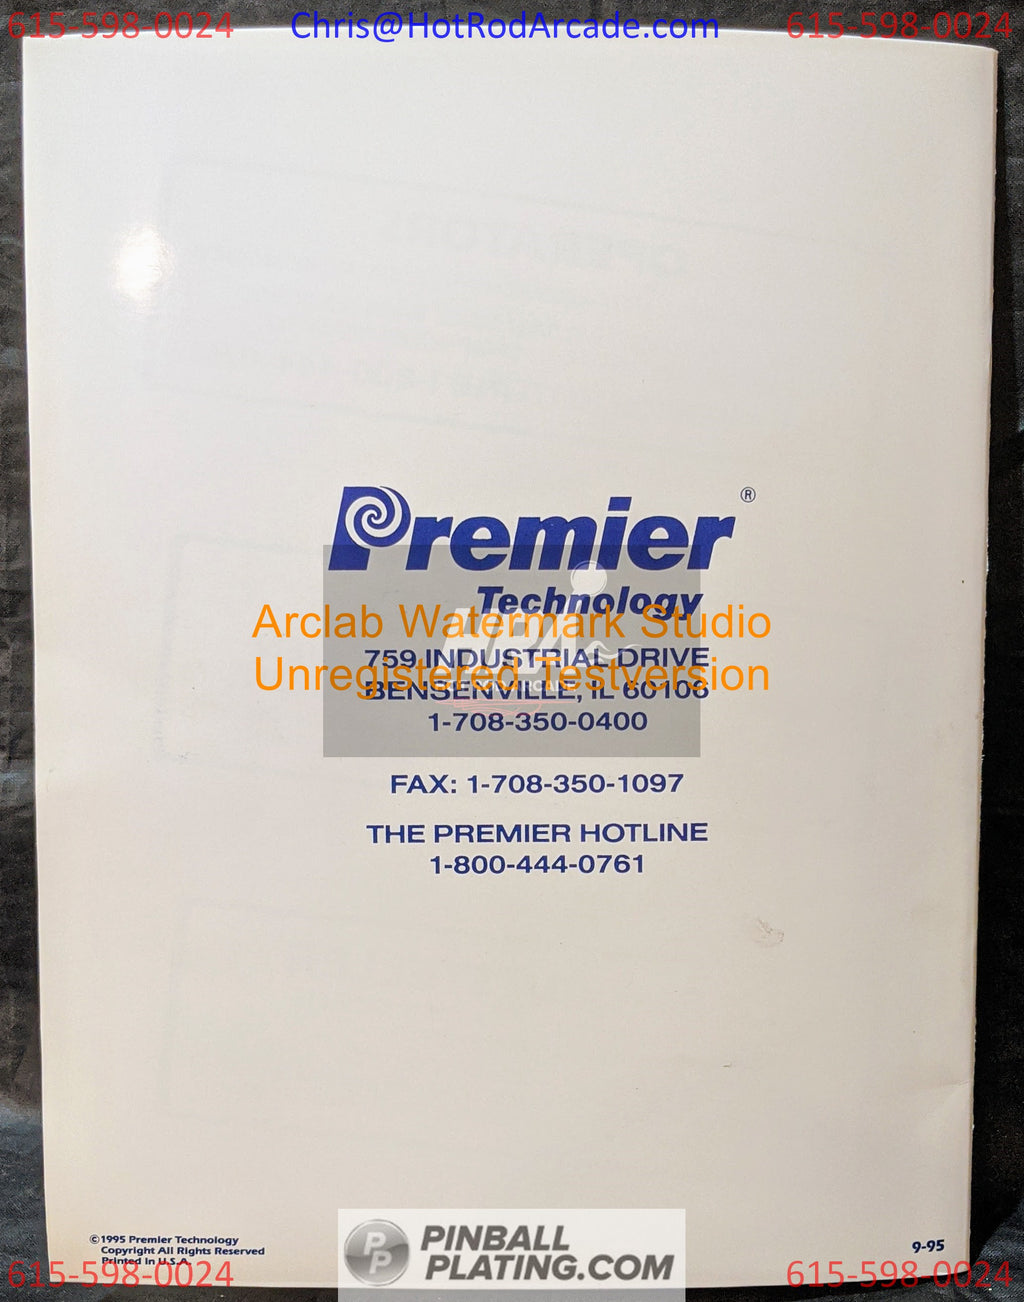 615-598-0024 Chris@HotRodArcade.com 615-598-0024
Premier ®
Technology
Arclab Watermark Studio
759 INDUSTRIAL DRIVE
Unregistered Testversion
BENSENVILLE, IL 60106
1-708-350-0400
FAX: 1-708-350-1097
THE PREMIER HOTLINE
1-800-444-0761
©1995 Premier Technology
Copyright All Rights Reserved
Printed In U.S.A.
9-95
PP PINBALL
PLATING.COM
615-598-0024 615-598-0024